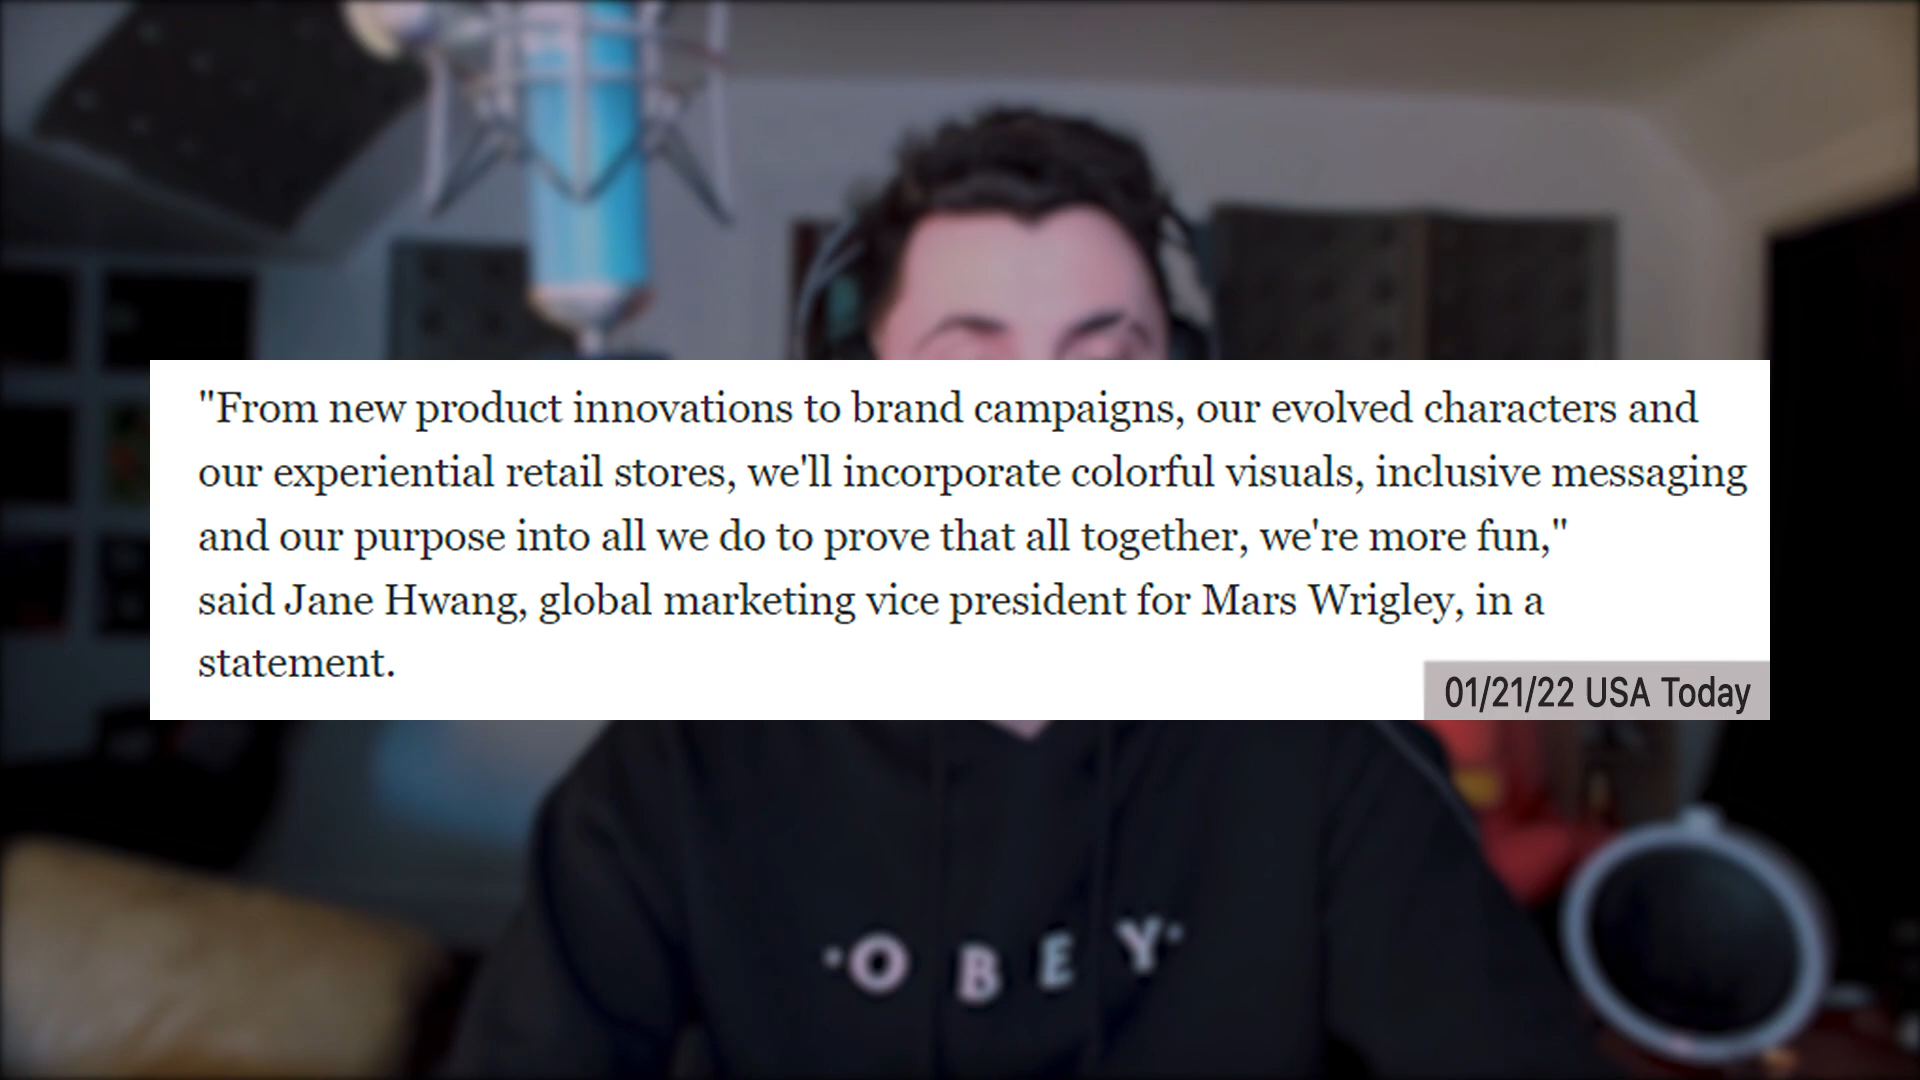 "From new product innovations to brand campaigns, our evolved characters and
our experiential retail stores, we'll incorporate colorful visuals, inclusive messaging
and our purpose into all we do to prove that all together, we're more fun,"
said Jane Hwang, global marketing vice president for Mars Wrigley, in a
statement.
01/21/22 USA Today
·OBEY·